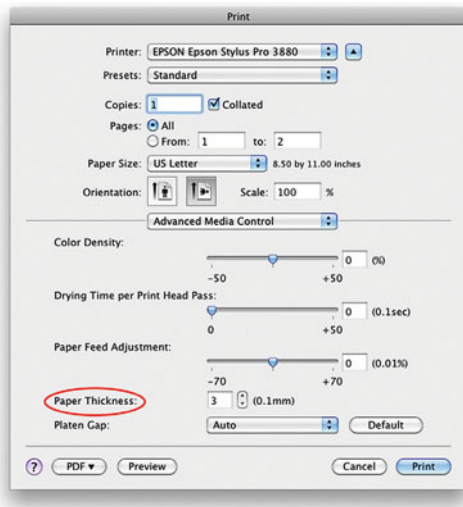 Print
Printer: EPSON Epson Stylus Pro 3880
Presets: Standard
Copies: 1 Collated
Pages: All
From: 1 to: 2
Paper Size: US Letter 8.50 by 11.00 inches
Orientation: Scale: 100 %
Advanced Media Control
Color Density:
0 (%)
-50 +50
Drying Time per Print Head Pass:
0 (0.1sec)
0 +50
Paper Feed Adjustment:
0 (0.01%)
-70 +70
Paper Thickness: 3 (0.1mm)
Platen Gap: Auto Default
? PDF Preview Cancel Print